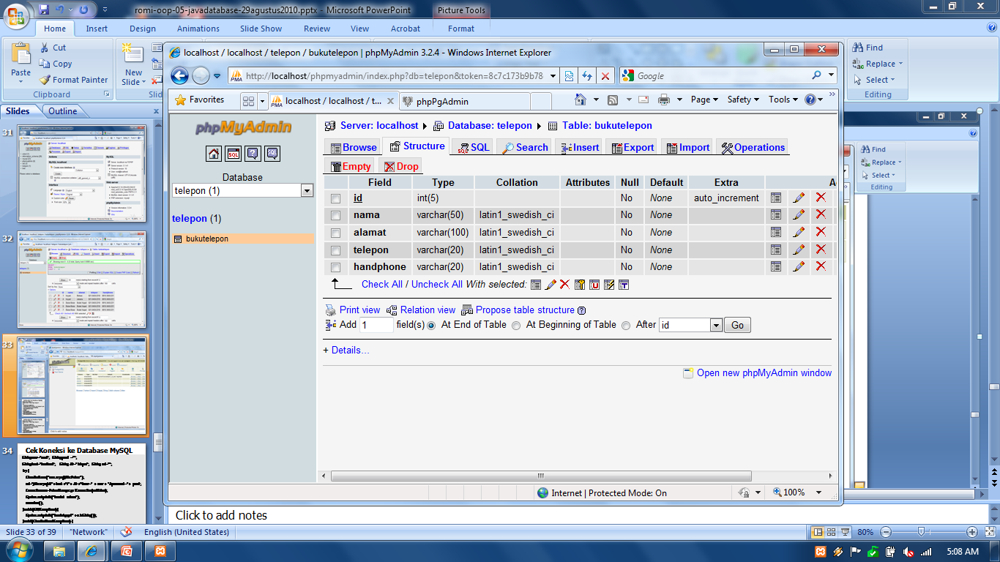 romi-oop-05-javadatabase-29agustus2010.pptx - Microsoft PowerPoint
Picture Tools
Home Insert Design Animations Slide Show Review View Acrobat Format
Paste
Cut
Copy
Format Painter
Clipboard
New
Slide
Slid
Find
Replace
Select
Editing
Slides Outline
31
32
33
34
Cek Koneksi ke Database MySQL
localhost / localhost / telepon / bukutelepon | phpMyAdmin 3.2.4 - Windows Internet Explorer
http://localhost/phpmyadmin/index.php?db=telepon&token=8c7c173b9b78
Google
Favorites
localhost / localhost / t...
phpPgAdmin
Page Safety Tools
phpMyAdmin
Database
telepon (1)
telepon (1)
bukutelepon
Server: localhost Database: telepon Table: bukutelepon
Browse Structure SQL Search Insert Export Import Operations
Empty Drop
Field Type Collation Attributes Null Default Extra A
id int(5) No None auto_increment
nama varchar(50) latin1_swedish_ci No None
alamat varchar(100) latin1_swedish_ci No None
telepon varchar(20) latin1_swedish_ci No None
handphone varchar(20) latin1_swedish_ci No None
Check All / Uncheck All With selected:
Print view Relation view Propose table structure
Add 1 field(s) At End of Table At Beginning of Table After id Go
+ Details...
Open new phpMyAdmin window
Internet | Protected Mode: On
100%
Find
Replace
Select
Editing
Click to add notes
Slide 33 of 39
"Network"
English (United States)
80%
5:08 AM